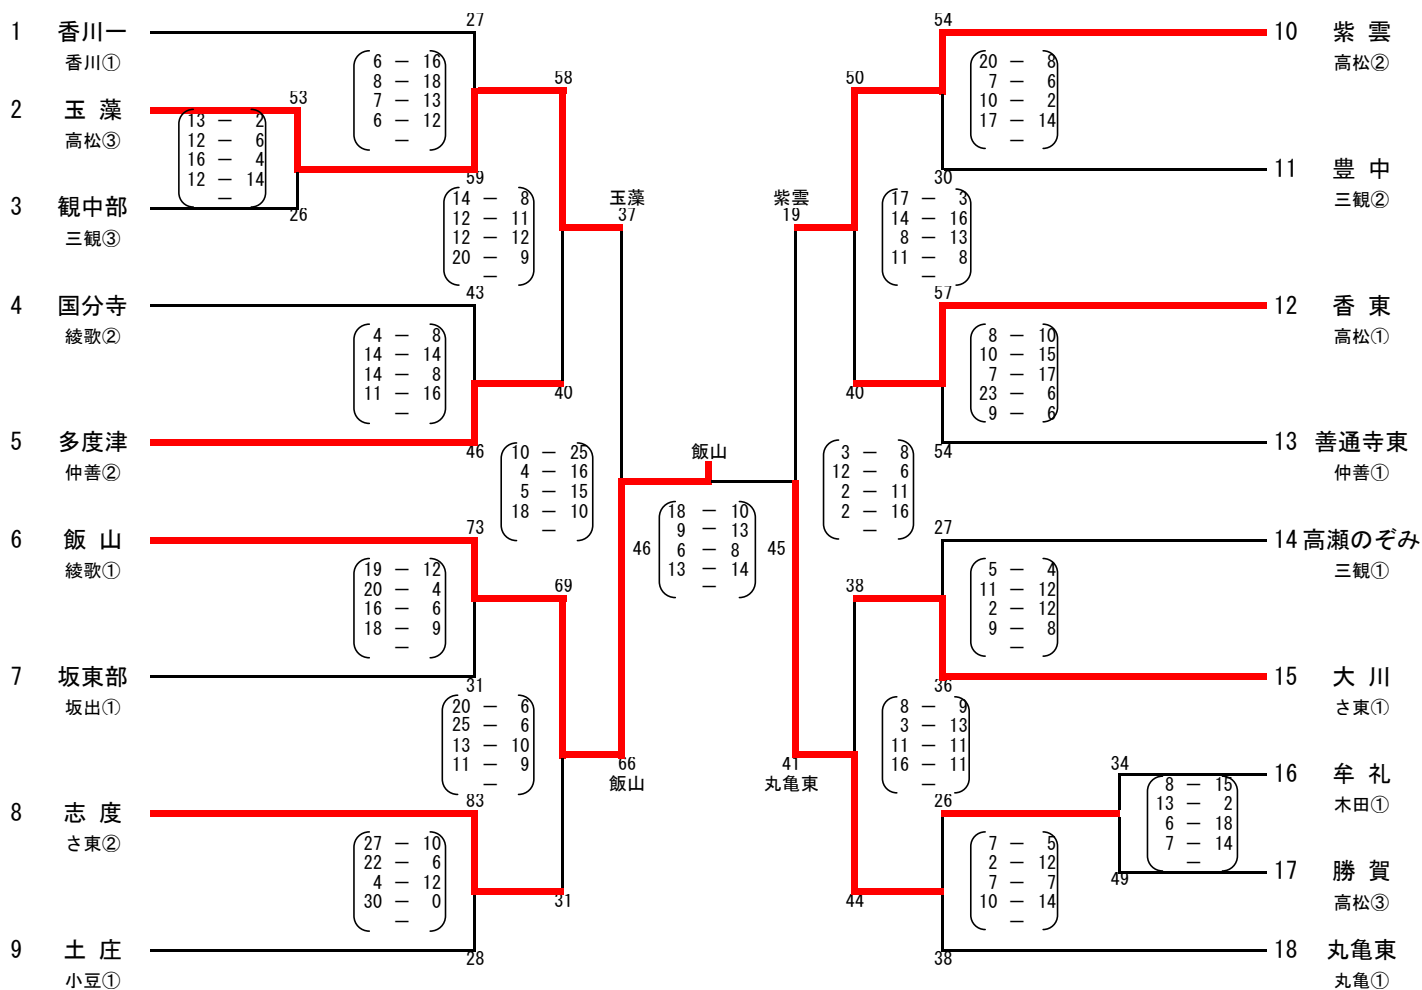 1 香川一
香川①
2 玉 藻
高松③
3 観中部
三観③
4 国分寺
綾歌②
5 多度津
仲善②
6 飯 山
綾歌①
7 坂東部
坂出①
8 志 度
さ東②
9 土 庄
小豆①
53
13 — 2
12 — 6
16 — 4
12 — 14
—
26
27
6 — 16
8 — 18
7 — 13
6 — 12
—
59
43
4 — 8
14 — 14
14 — 8
11 — 16
—
46
73
19 — 12
20 — 4
16 — 6
18 — 9
—
31
83
27 — 10
22 — 6
4 — 12
30 — 0
—
28
58
14 — 8
12 — 11
12 — 12
20 — 9
—
40
69
20 — 6
25 — 6
13 — 10
11 — 9
—
31
玉藻
37
10 — 25
4 — 16
5 — 15
18 — 10
—
66
飯山
飯山
46
18 — 10
9 — 13
6 — 8
13 — 14
—
45
紫雲
19
3 — 8
12 — 6
2 — 11
2 — 16
—
41
丸亀東
50
17 — 3
14 — 16
8 — 13
11 — 8
—
40
38
8 — 9
3 — 13
11 — 11
16 — 11
—
44
54
20 — 8
7 — 6
10 — 2
17 — 14
—
30
57
8 — 10
10 — 15
7 — 17
23 — 6
9 — 6
54
27
5 — 4
11 — 12
2 — 12
9 — 8
—
36
26
7 — 5
2 — 12
7 — 7
10 — 14
—
38
34
8 — 15
13 — 2
6 — 18
7 — 14
—
49
10 紫 雲
高松②
11 豊 中
三観②
12 香 東
高松①
13 善通寺東
仲善①
14 高瀬のぞみ
三観①
15 大 川
さ東①
16 牟 礼
木田①
17 勝 賀
高松③
18 丸亀東
丸亀①